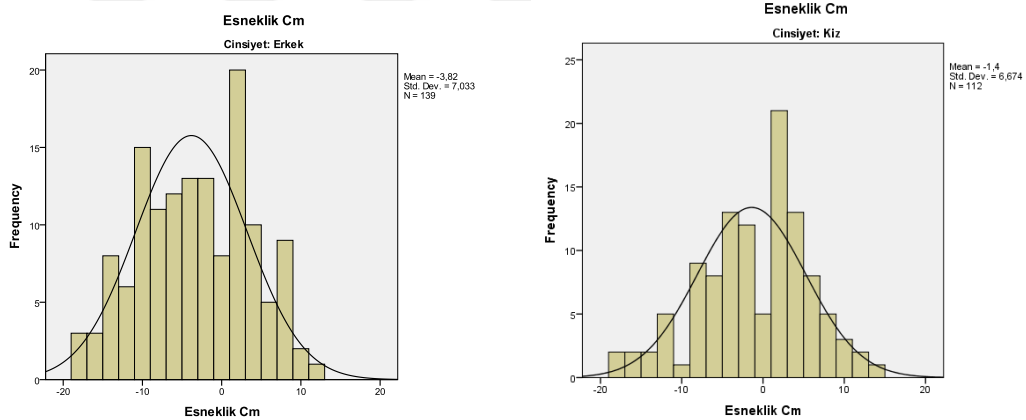 Esneklik Cm
Cinsiyet: Erkek
Mean = -3,82
Std. Dev. = 7,033
N = 139
20
15
10
5
0
Frequency
-20 -10 0 10 20
Esneklik Cm
Esneklik Cm
Cinsiyet: Kiz
Mean = -1,4
Std. Dev. = 6,674
N = 112
25
20
15
10
5
0
Frequency
-20 -10 0 10 20
Esneklik Cm